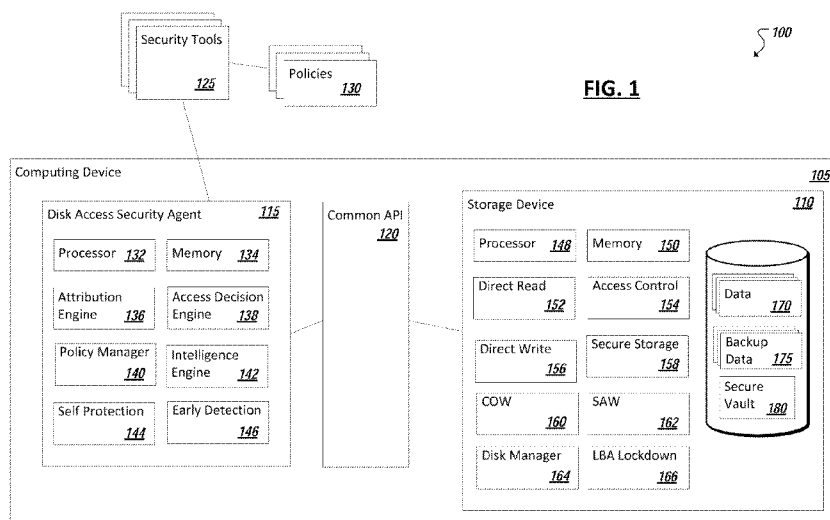 Security Tools
125
Policies
130
100
FIG. 1
Computing Device
105
Disk Access Security Agent 115
Processor 132
Memory 134
Attribution
Engine 136
Access Decision
Engine 138
Policy Manager
140
Intelligence
Engine 142
Self Protection
144
Early Detection
146
Common API
120
Storage Device
110
Processor 148
Memory 150
Direct Read
152
Access Control
154
Direct Write
156
Secure Storage
158
COW
160
SAW
162
Disk Manager
164
LBA Lockdown
166
Data
170
Backup
Data 175
Secure
Vault 180